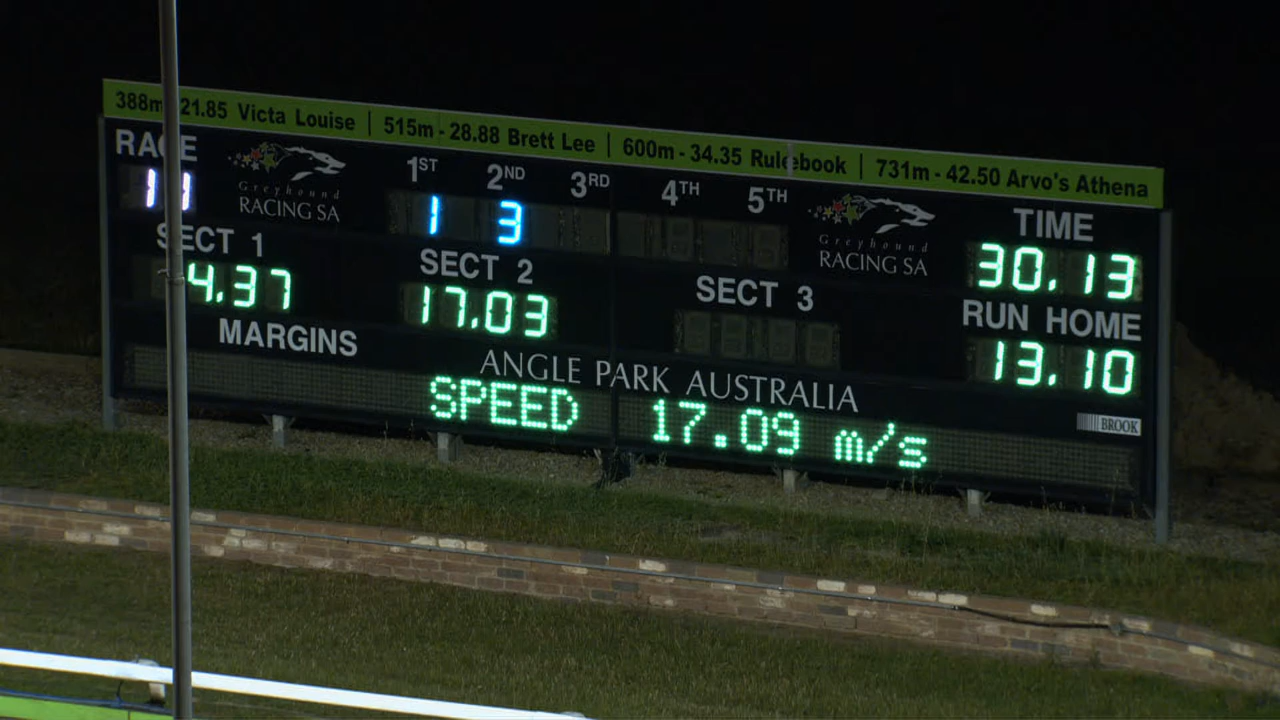 388m 21.85 Victa Louise | 515m - 28.88 Brett Lee | 600m - 34.35 Rulebook | 731m - 42.50 Arvo's Athena
RACE
11
Greyhound
RACING SA
1ST 2ND 3RD 4TH 5TH
1 3
Greyhound
RACING SA
TIME
30.13
SECT 1
4.37
SECT 2
17.03
SECT 3
RUN HOME
13.10
MARGINS
ANGLE PARK AUSTRALIA
SPEED 17.09 m/s
BROOK